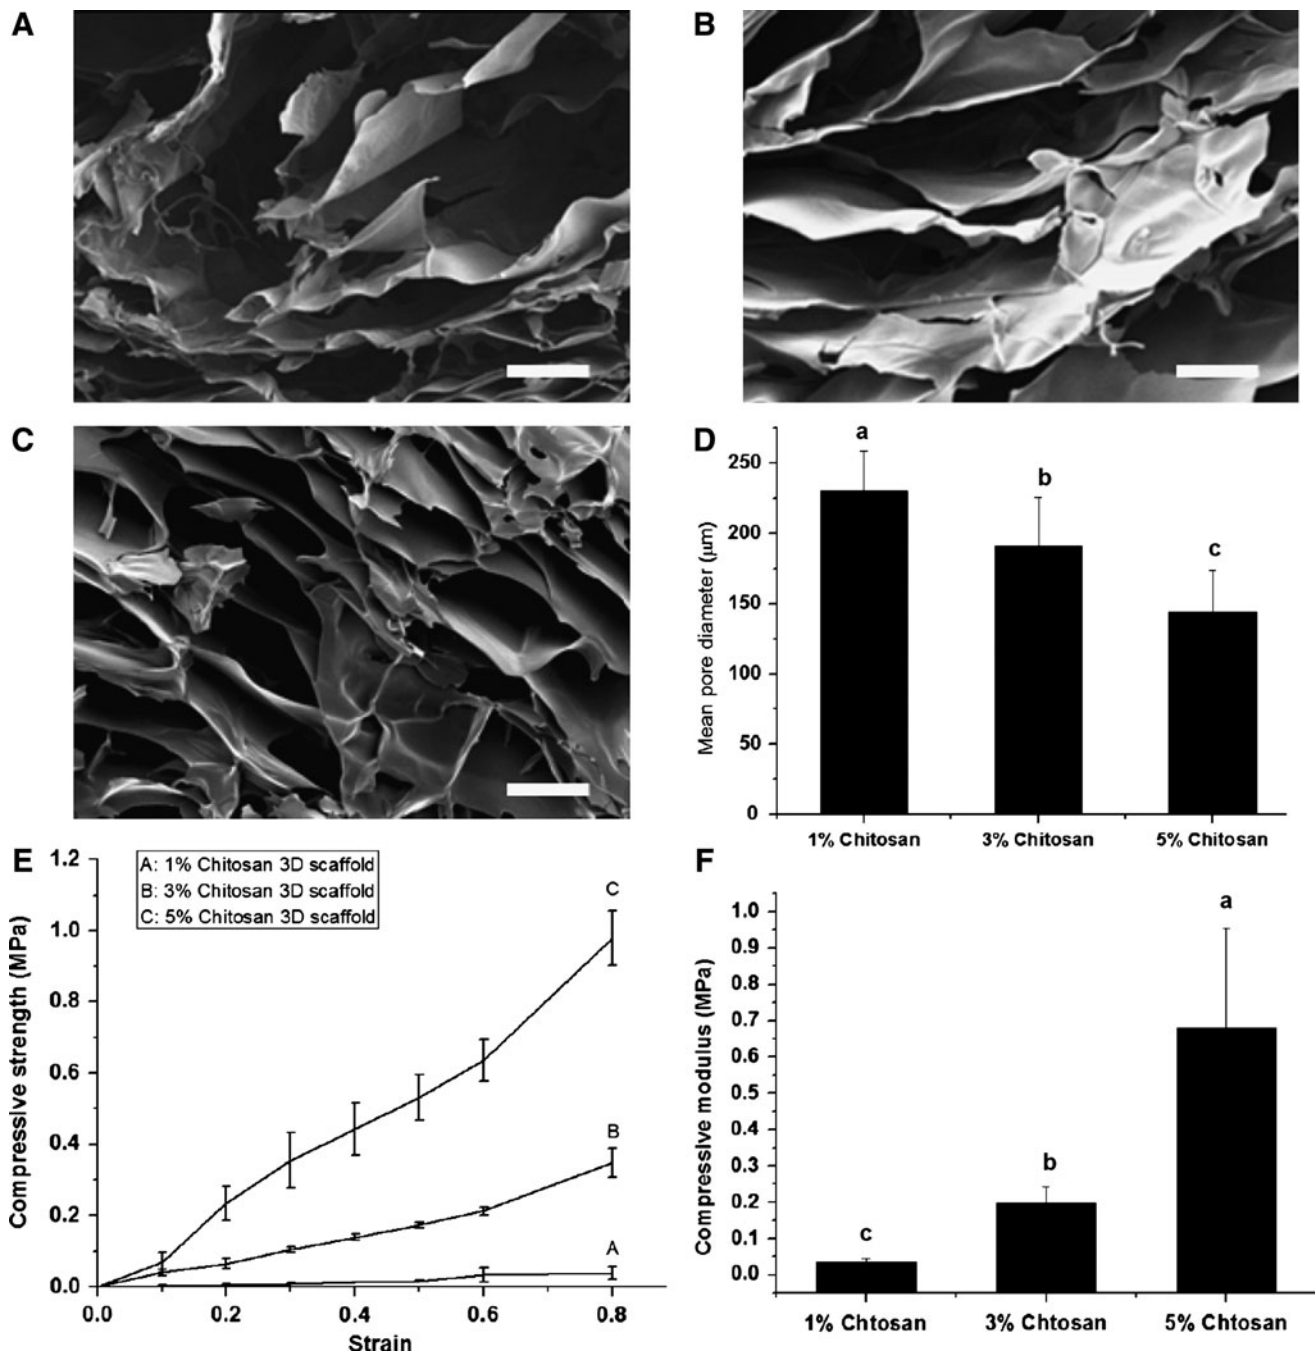 A
B
C
D
a
b
c
250
200
150
100
50
0
Mean pore diameter (μm)
1% Chitosan
3% Chitosan
5% Chitosan
E
A: 1% Chitosan 3D scaffold
B: 3% Chitosan 3D scaffold
C: 5% Chitosan 3D scaffold
C
B
A
1.2
1.0
0.8
0.6
0.4
0.2
0.0
Compressive strength (MPa)
0.0
0.2
0.4
0.6
0.8
Strain
F
a
b
c
1.0
0.9
0.8
0.7
0.6
0.5
0.4
0.3
0.2
0.1
0.0
Compressive modulus (MPa)
1% Chtosan
3% Chtosan
5% Chtosan